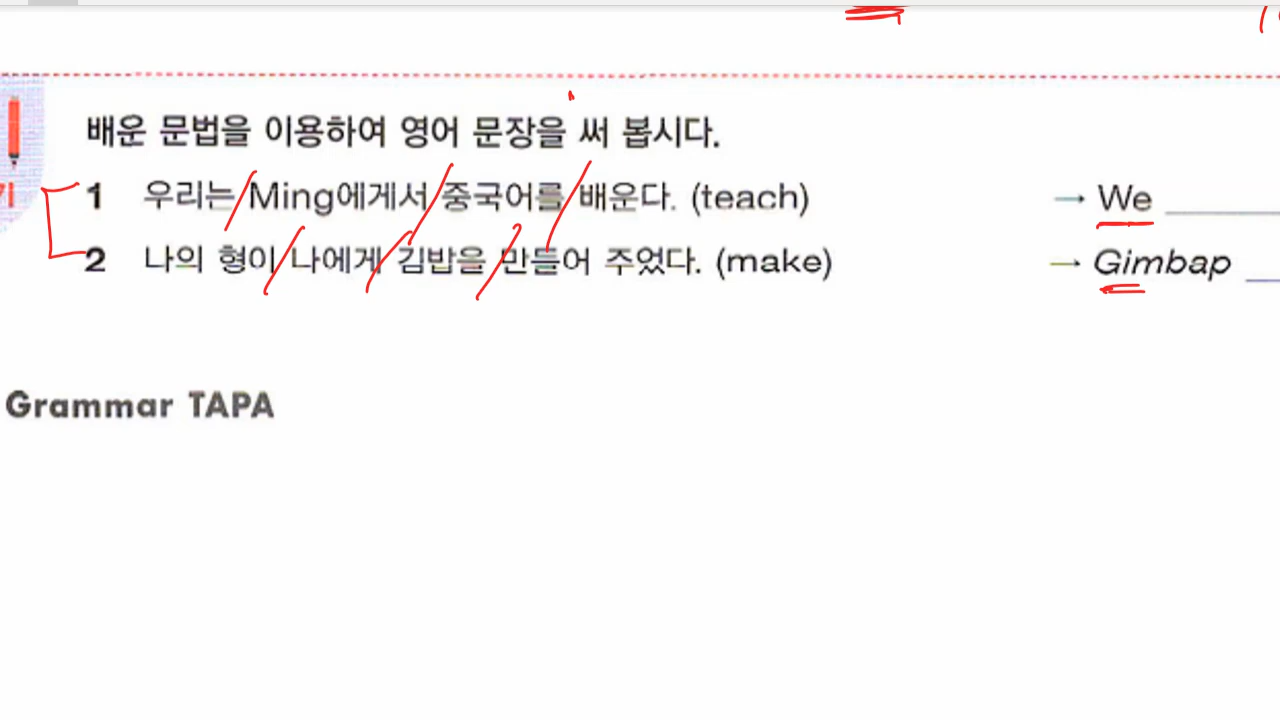 배운 문법을 이용하여 영어 문장을 써 봅시다.
1 우리는 Ming에게서 중국어를 배운다. (teach) → We
2 나의 형이 나에게 김밥을 만들어 주었다. (make) → Gimbap
Grammar TAPA